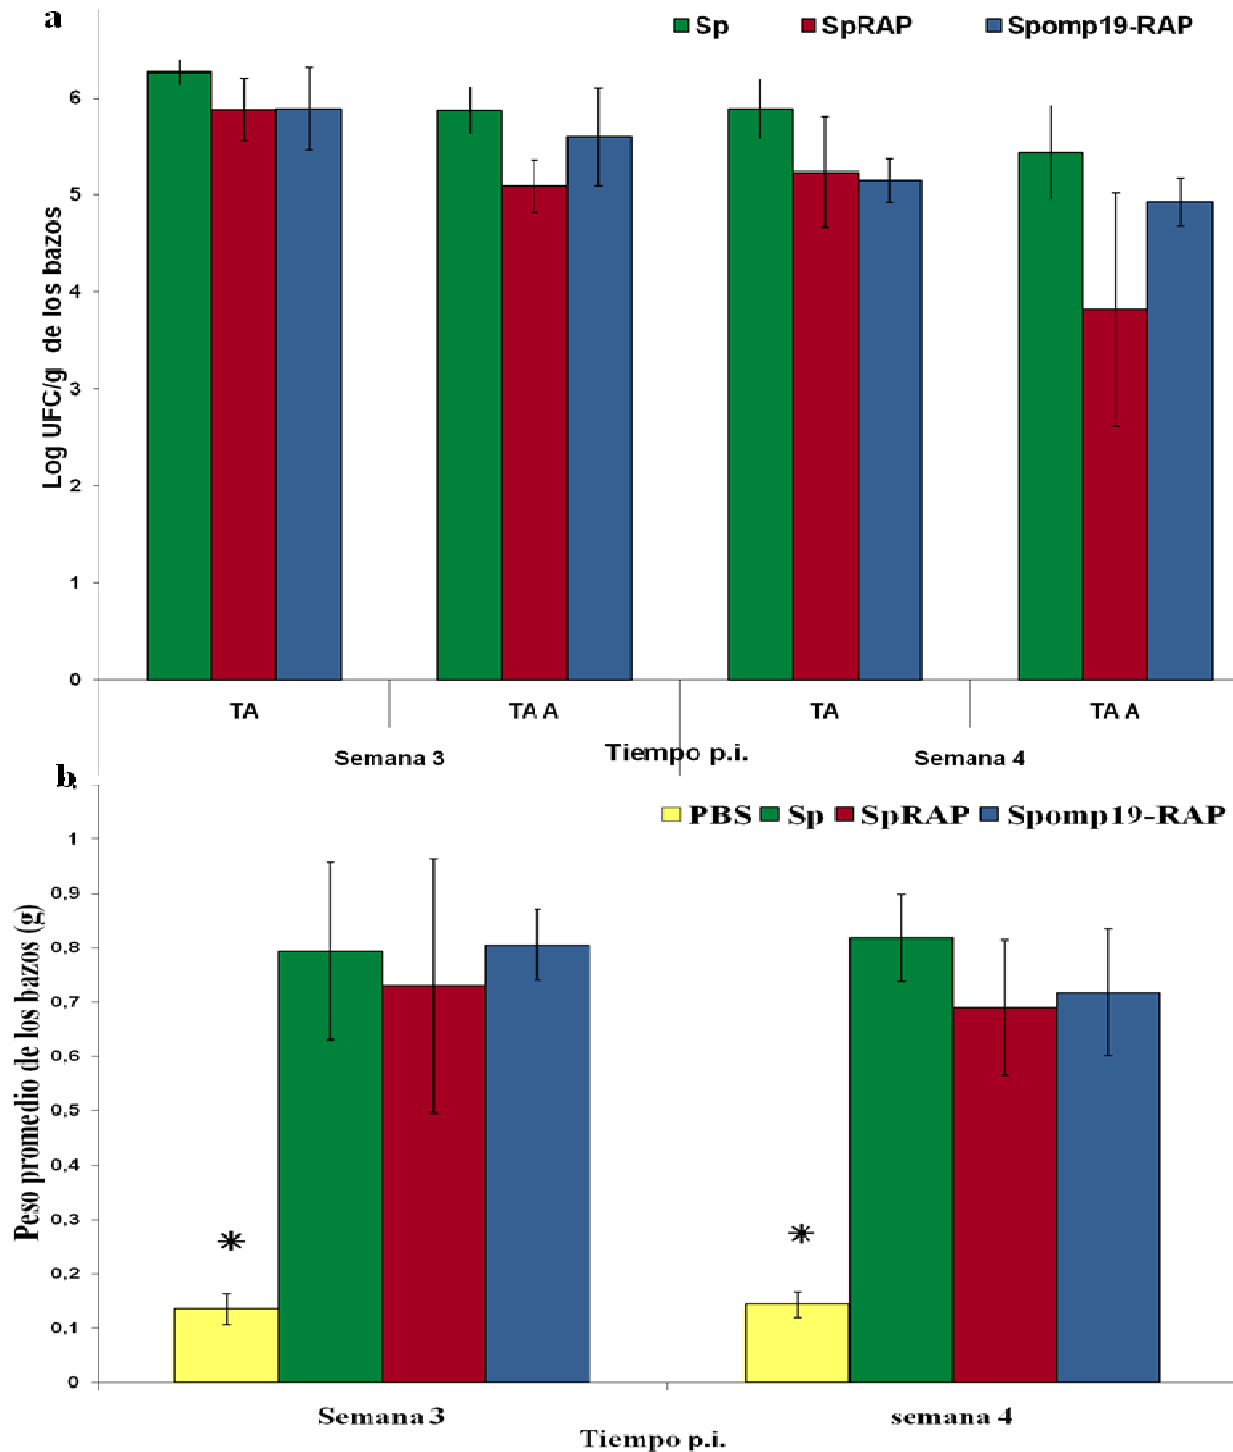 a
Sp SpRAP Spomp19-RAP
Log UFC/g de los bazos
6
5
4
3
2
1
0
TA TA A TA TA A
Semana 3 Tiempo p.i. Semana 4
b
PBS Sp SpRAP Spomp19-RAP
Peso promedio de los bazos (g)
1
0,9
0,8
0,7
0,6
0,5
0,4
0,3
0,2
0,1
0
* *
Semana 3 semana 4
Tiempo p.i.